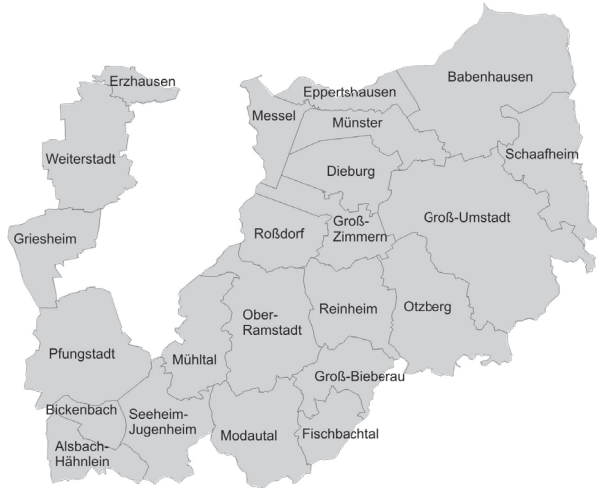 Babenhausen
Erzhausen
Eppertshausen
Messel
Münster
Schaafheim
Weiterstadt
Dieburg
Groß-Umstadt
Groß-
Zimmern
Roßdorf
Griesheim
Otzberg
Reinheim
Ober-
Ramstadt
Pfungstadt
Mühltal
Groß-Bieberau
Bickenbach
Seeheim-
Jugenheim
Modautal
Fischbachtal
Alsbach-
Hähnlein